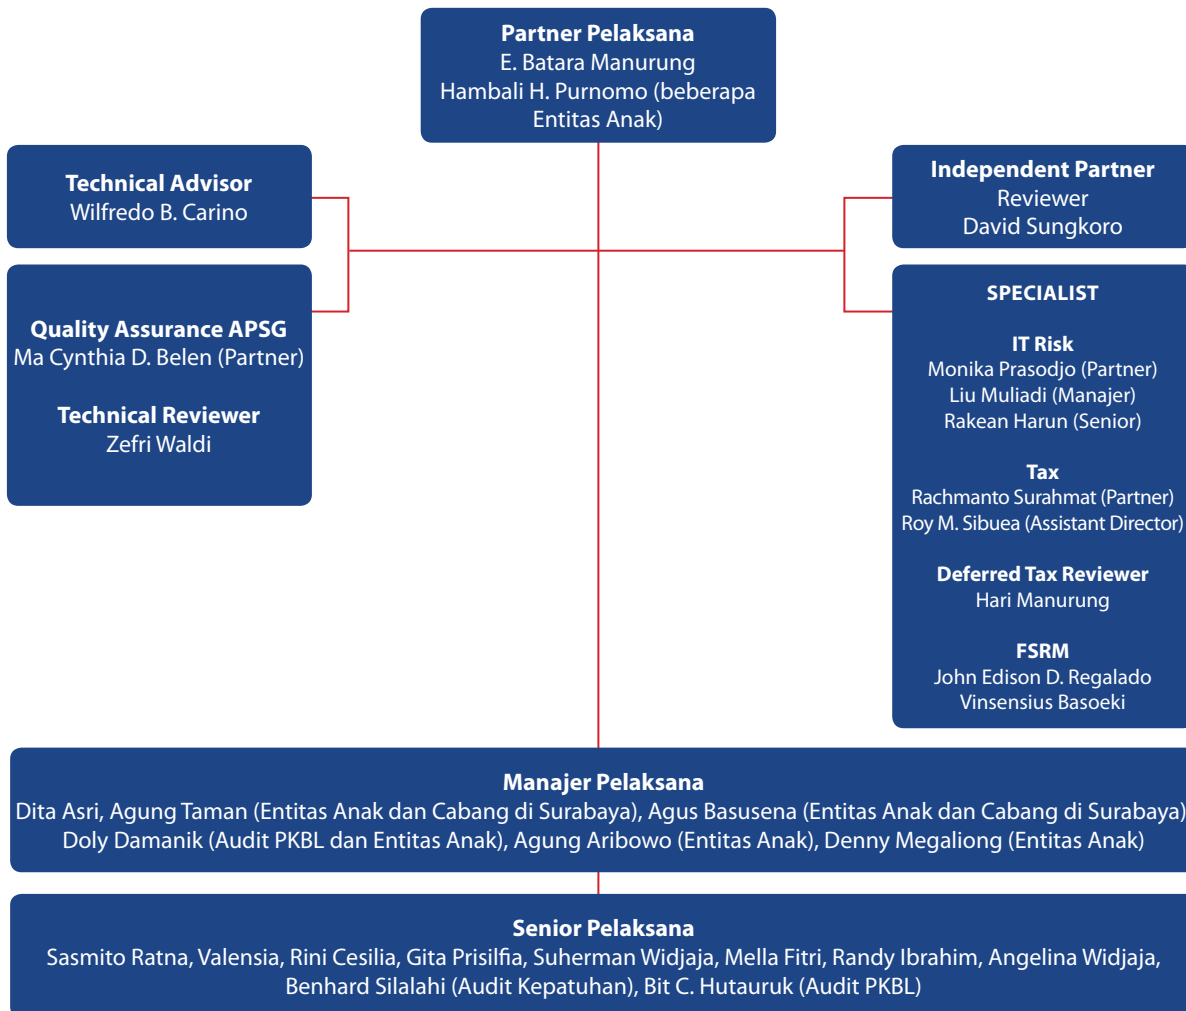 Partner Pelaksana
E. Batara Manurung
Hambali H. Purnomo (beberapa
Entitas Anak)
Technical Advisor
Wilfredo B. Carino
Independent Partner
Reviewer
David Sungkoro
Quality Assurance APSG
Ma Cynthia D. Belen (Partner)
Technical Reviewer
Zefri Waldi
SPECIALIST
IT Risk
Monika Prasodjo (Partner)
Liu Muliadi (Manajer)
Rakean Harun (Senior)
Tax
Rachmanto Surahmat (Partner)
Roy M. Sibuea (Assistant Director)
Deferred Tax Reviewer
Hari Manurung
FSRM
John Edison D. Regalado
Vinsensius Basoeki
Manajer Pelaksana
Dita Asri, Agung Taman (Entitas Anak dan Cabang di Surabaya), Agus Basusena (Entitas Anak dan Cabang di Surabaya)
Doly Damanik (Audit PKBL dan Entitas Anak), Agung Aribowo (Entitas Anak), Denny Megaliong (Entitas Anak)
Senior Pelaksana
Sasmito Ratna, Valensia, Rini Cesilia, Gita Prisilfia, Suherman Widjaja, Mella Fitri, Randy Ibrahim, Angelina Widjaja,
Benhard Silalahi (Audit Kepatuhan), Bit C. Hutauruk (Audit PKBL)